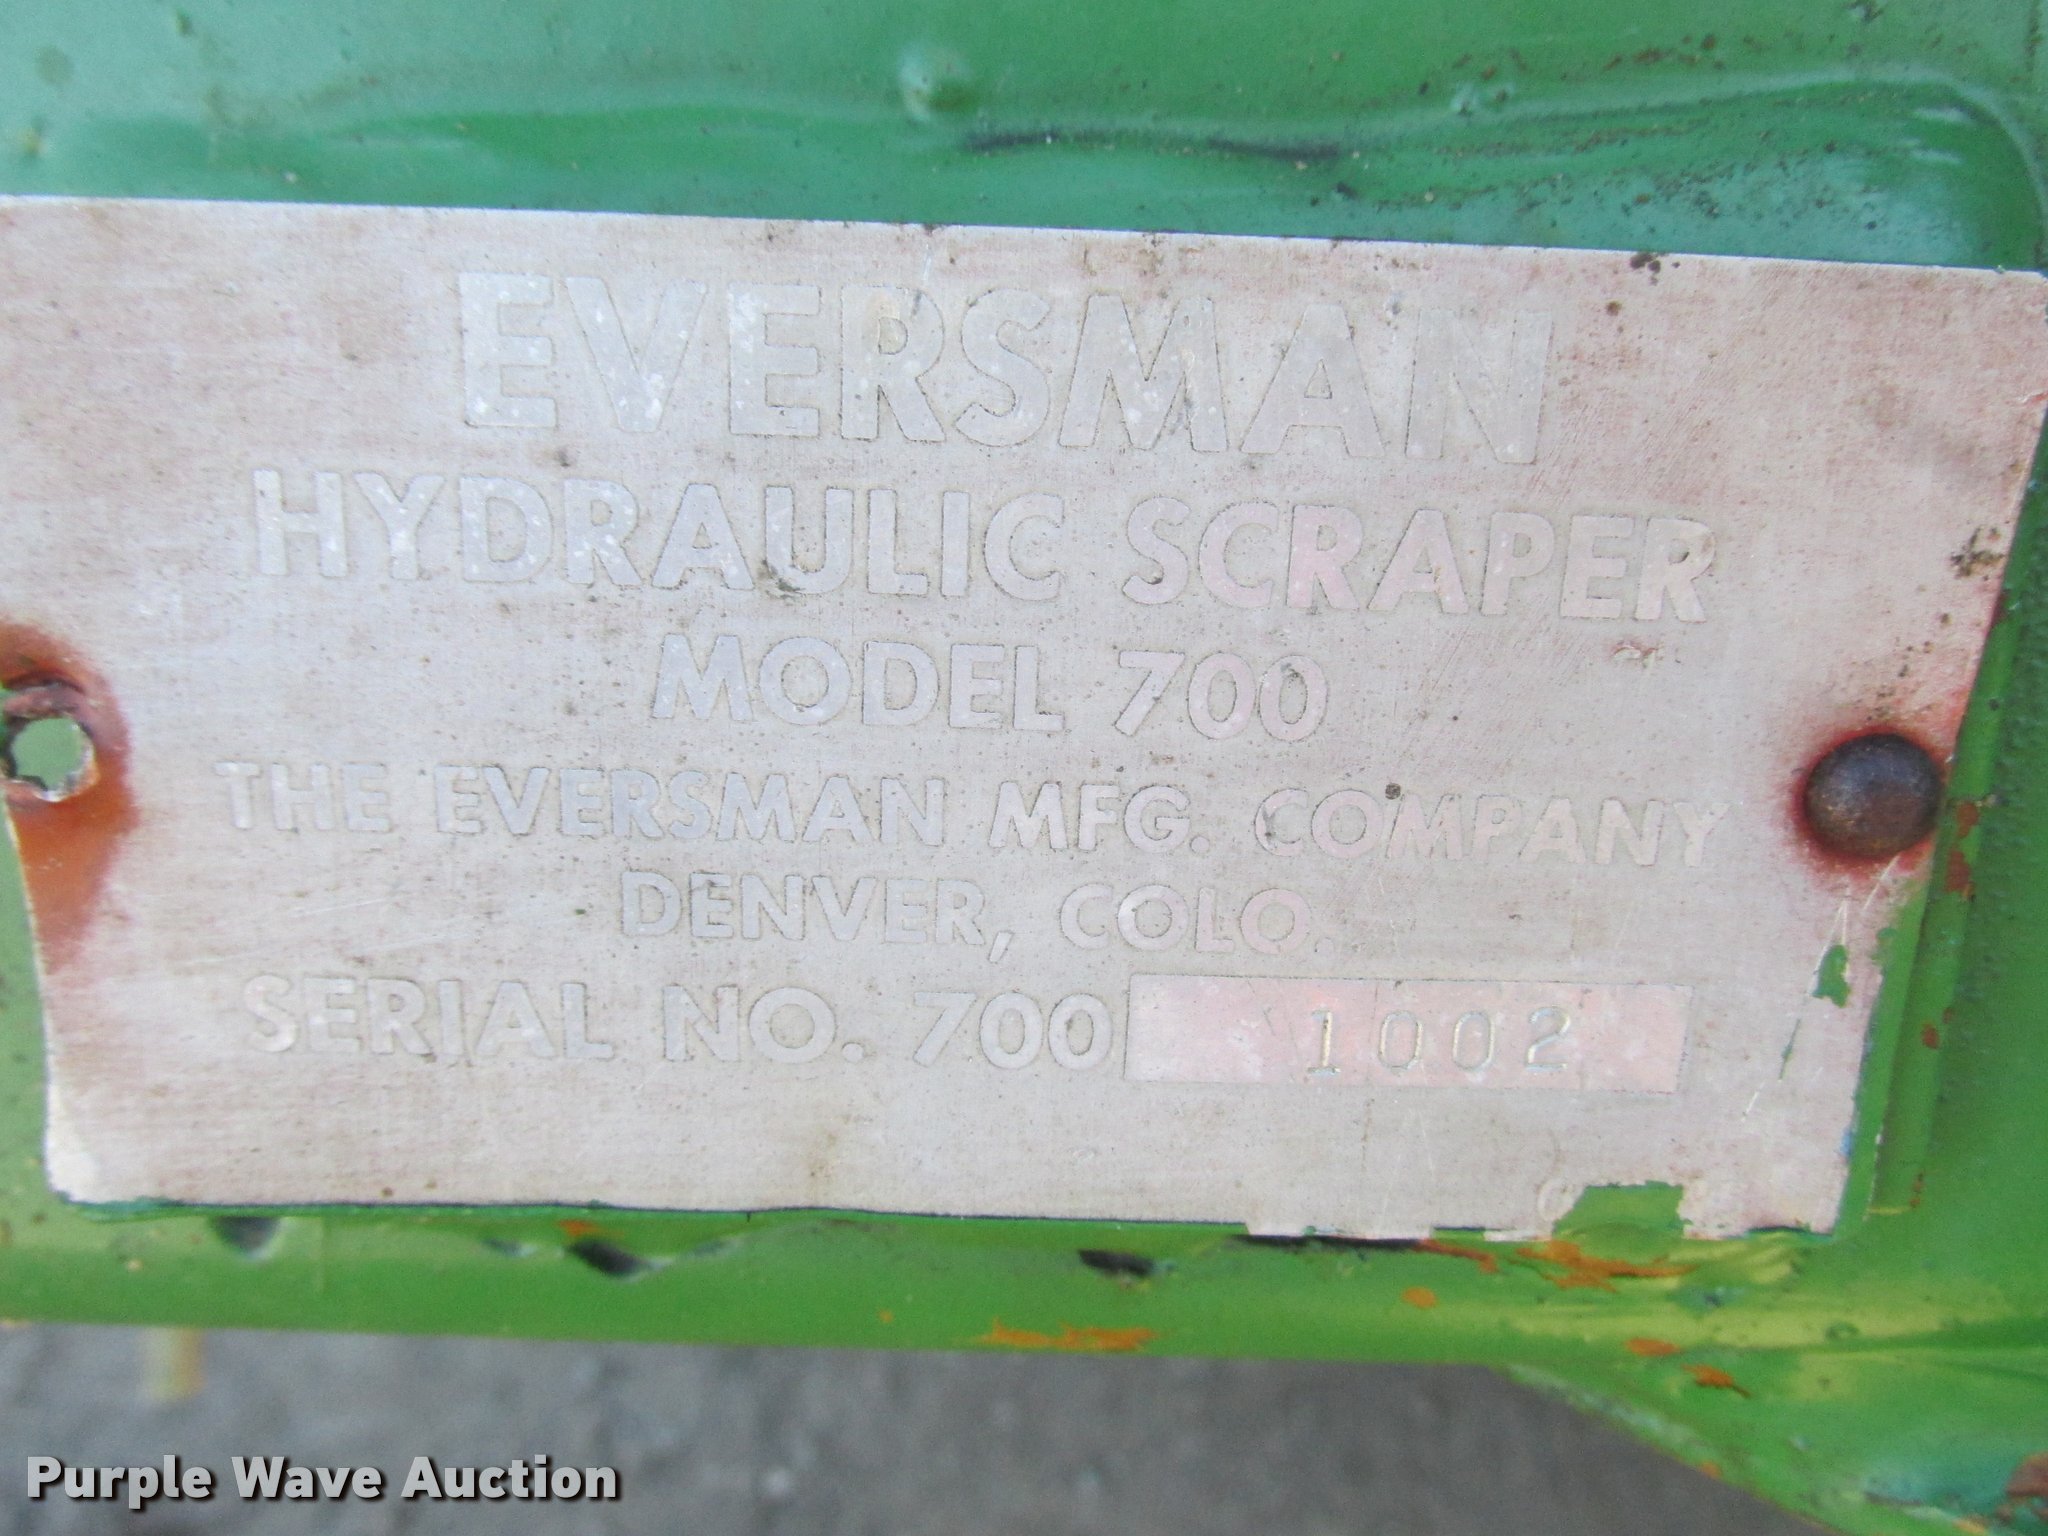 EVERSMAN
HYDRAULIC SCRAPER
MODEL 700
THE EVERSMAN MFG. COMPANY
DENVER, COLO.
SERIAL NO. 700 1002
Purple Wave Auction